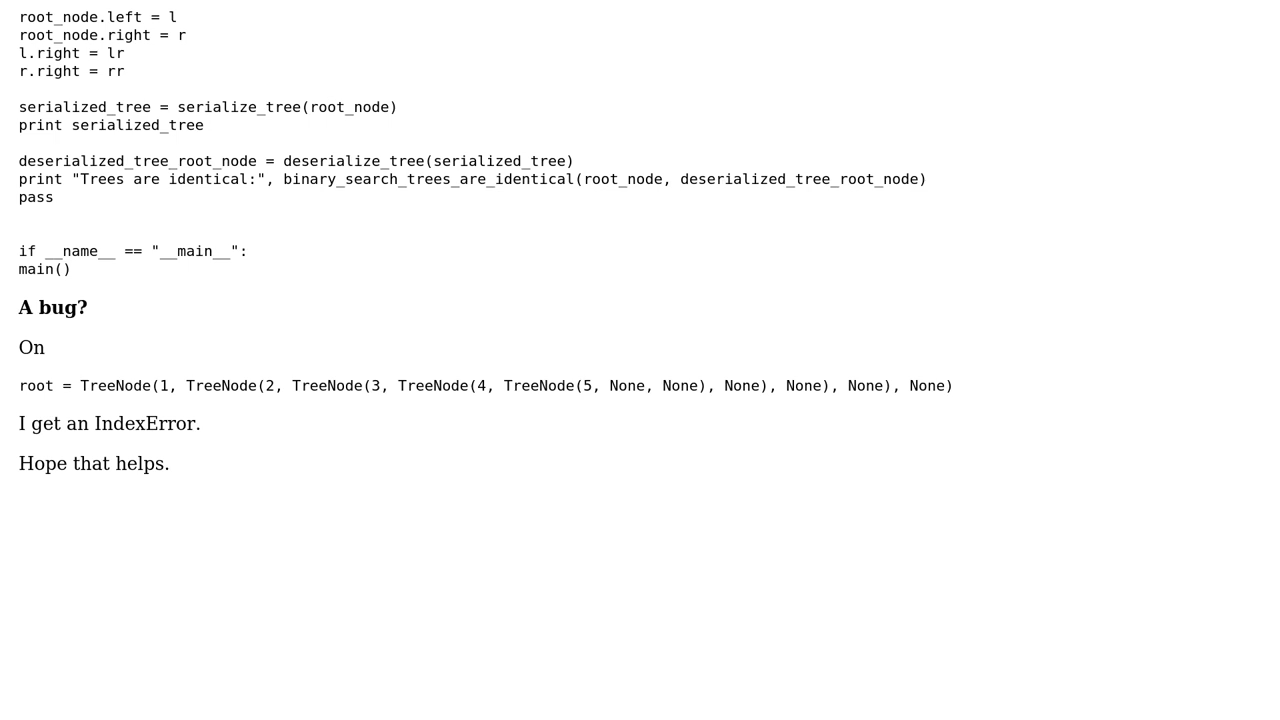 root_node.left = l
root_node.right = r
l.right = lr
r.right = rr

serialized_tree = serialize_tree(root_node)
print serialized_tree

deserialized_tree_root_node = deserialize_tree(serialized_tree)
print "Trees are identical:", binary_search_trees_are_identical(root_node, deserialized_tree_root_node)
pass


if __name__ == "__main__":
main()
A bug?
On
root = TreeNode(1, TreeNode(2, TreeNode(3, TreeNode(4, TreeNode(5, None, None), None), None), None), None)
I get an IndexError.
Hope that helps.